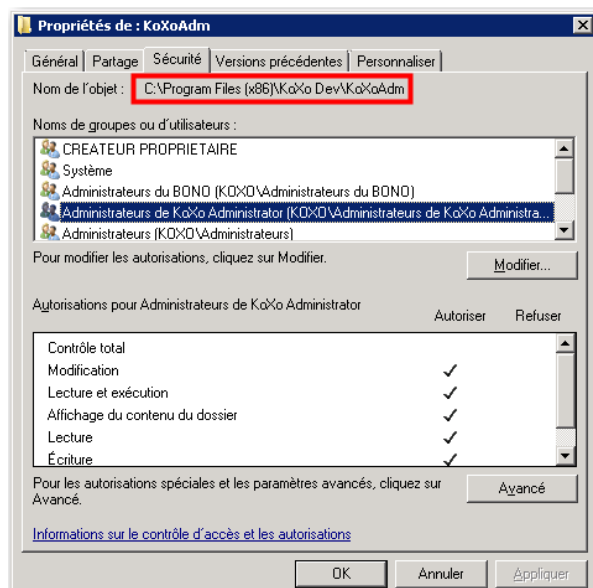 Propriétés de : KoXoAdm
Général Partage Sécurité Versions précédentes Personnaliser
Nom de l'objet : C:\Program Files (x86)\KoXo Dev\KoXoAdm
Noms de groupes ou d'utilisateurs :
CREATEUR PROPRIETAIRE
Système
Administrateurs du BONO (KOXO\Administrateurs du BONO)
Administrateurs de KoXo Administrator (KOXO\Administrateurs de KoXo Administra...
Administrateurs (KOXO\Administrateurs)
Pour modifier les autorisations, cliquez sur Modifier.
Modifier...
Autorisations pour Administrateurs de KoXo Administrator
Autoriser Refuser
Contrôle total
Modification
Lecture et exécution
Affichage du contenu du dossier
Lecture
Écriture
Pour les autorisations spéciales et les paramètres avancés, cliquez sur
Avancé.
Avancé
Informations sur le contrôle d'accès et les autorisations
OK Annuler Appliquer